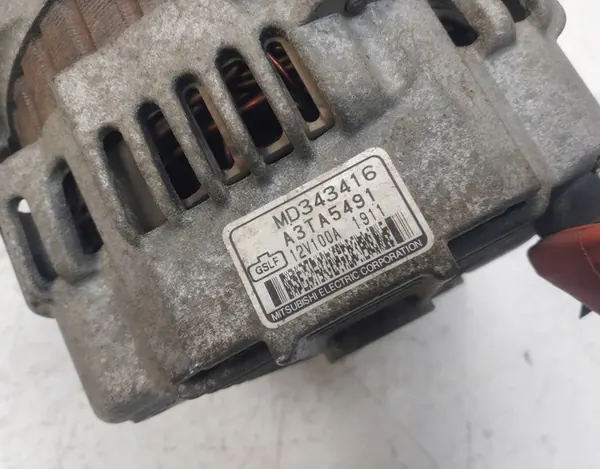 MD343416
A3TA5491
12V100A 1911
GSLF
MITSUBISHI ELECTRIC CORPORATION